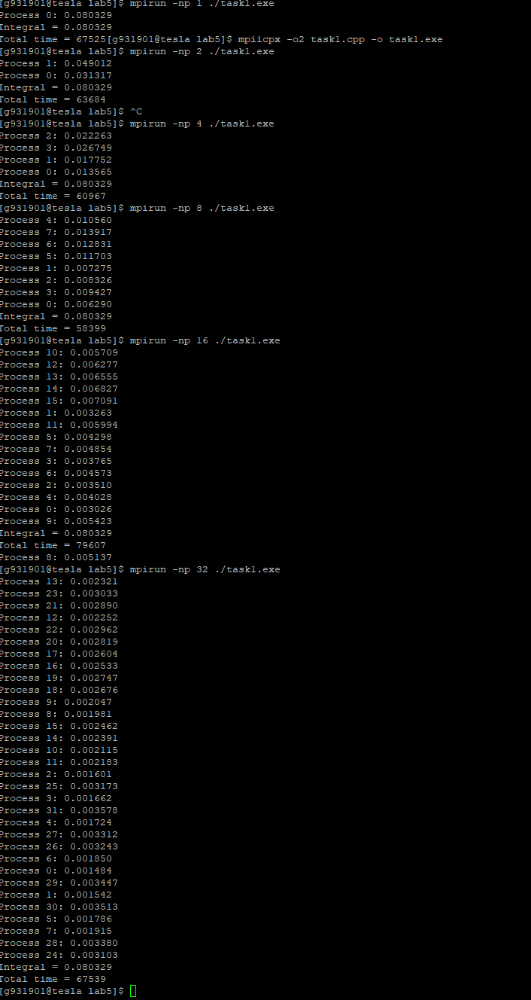 [g931901@tesla lab5]$ mpirun -np 1 ./task1.exe
Process 0: 0.080329
Integral = 0.080329
Total time = 67525[g931901@tesla lab5]$ mpiicpx -o2 task1.cpp -o task1.exe
[g931901@tesla lab5]$ mpirun -np 2 ./task1.exe
Process 1: 0.049012
Process 0: 0.031317
Integral = 0.080329
Total time = 63684
[g931901@tesla lab5]$ ^C
[g931901@tesla lab5]$ mpirun -np 4 ./task1.exe
Process 2: 0.022263
Process 3: 0.026749
Process 1: 0.017752
Process 0: 0.013565
Integral = 0.080329
Total time = 60967
[g931901@tesla lab5]$ mpirun -np 8 ./task1.exe
Process 4: 0.010560
Process 7: 0.013917
Process 6: 0.012831
Process 5: 0.011703
Process 1: 0.007275
Process 2: 0.008326
Process 3: 0.009427
Process 0: 0.006290
Integral = 0.080329
Total time = 58399
[g931901@tesla lab5]$ mpirun -np 16 ./task1.exe
Process 10: 0.005709
Process 12: 0.006277
Process 13: 0.006555
Process 14: 0.006827
Process 15: 0.007091
Process 1: 0.003263
Process 11: 0.005994
Process 5: 0.004298
Process 7: 0.004854
Process 3: 0.003765
Process 6: 0.004573
Process 2: 0.003510
Process 4: 0.004028
Process 0: 0.003026
Process 9: 0.005423
Integral = 0.080329
Total time = 79607
Process 8: 0.005137
[g931901@tesla lab5]$ mpirun -np 32 ./task1.exe
Process 13: 0.002321
Process 23: 0.003033
Process 21: 0.002890
Process 12: 0.002252
Process 22: 0.002962
Process 20: 0.002819
Process 17: 0.002604
Process 16: 0.002533
Process 19: 0.002747
Process 18: 0.002676
Process 9: 0.002047
Process 8: 0.001981
Process 15: 0.002462
Process 14: 0.002391
Process 10: 0.002115
Process 11: 0.002183
Process 2: 0.001601
Process 25: 0.003173
Process 3: 0.001662
Process 31: 0.003578
Process 4: 0.001724
Process 27: 0.003312
Process 26: 0.003243
Process 6: 0.001850
Process 0: 0.001484
Process 29: 0.003447
Process 1: 0.001542
Process 30: 0.003513
Process 5: 0.001786
Process 7: 0.001915
Process 28: 0.003380
Process 24: 0.003103
Integral = 0.080329
Total time = 67539
[g931901@tesla lab5]$